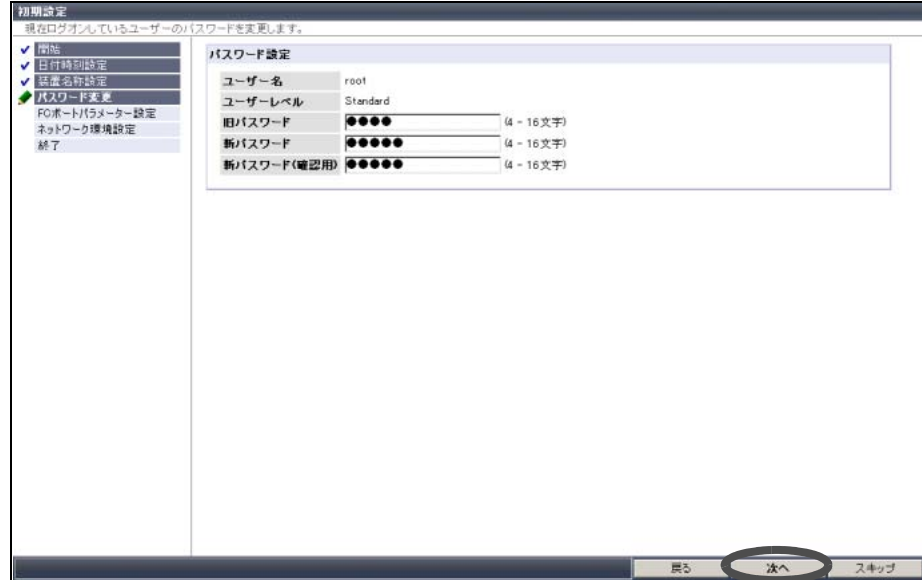 初期設定
現在ログオンしているユーザーのパスワードを変更します。
開始
日付時刻設定
装置名称設定
パスワード変更
FCポートパラメーター設定
ネットワーク環境設定
終了
パスワード設定
ユーザー名 root
ユーザーレベル Standard
旧パスワード ●●●● (4 - 16文字)
新パスワード ●●●●● (4 - 16文字)
新パスワード(確認用) ●●●●● (4 - 16文字)
戻る 次へ スキップ